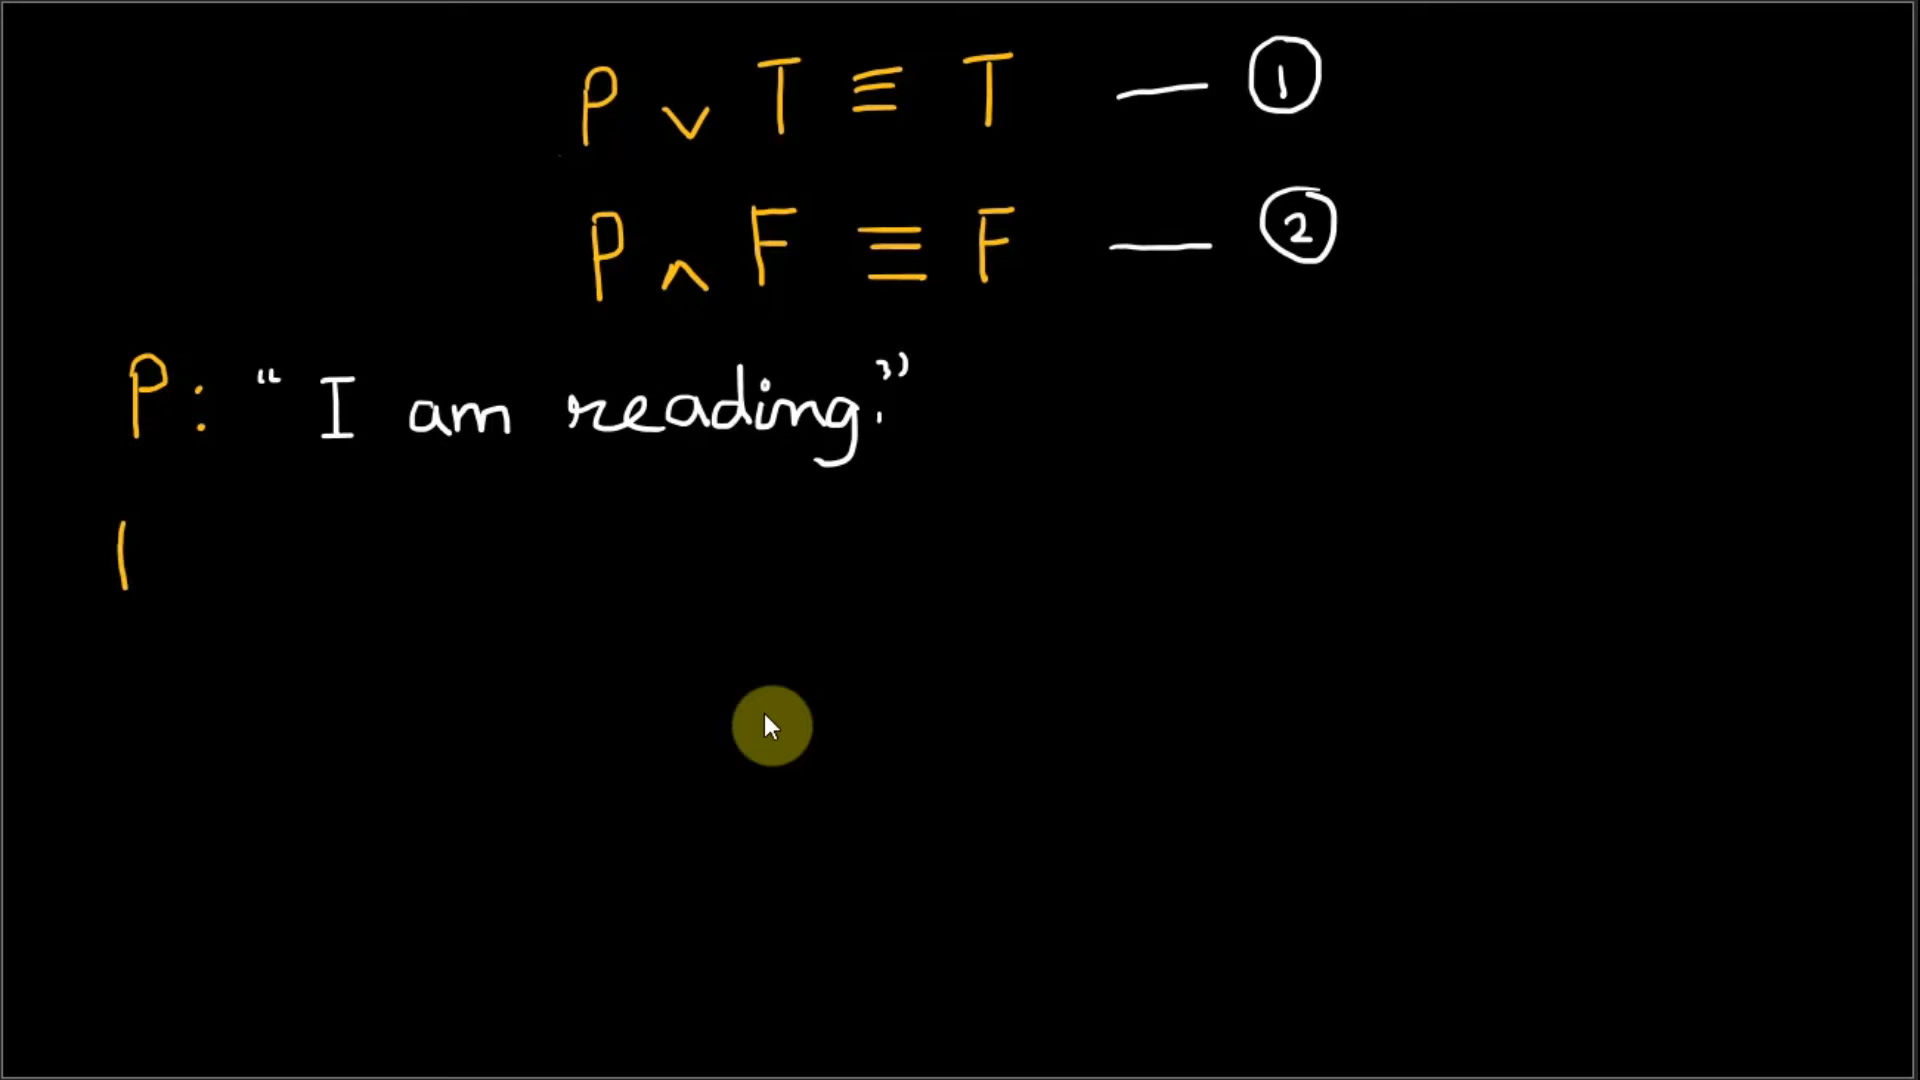 P ∨ T ≡ T — ①
P ∧ F ≡ F — ②
P: "I am reading."